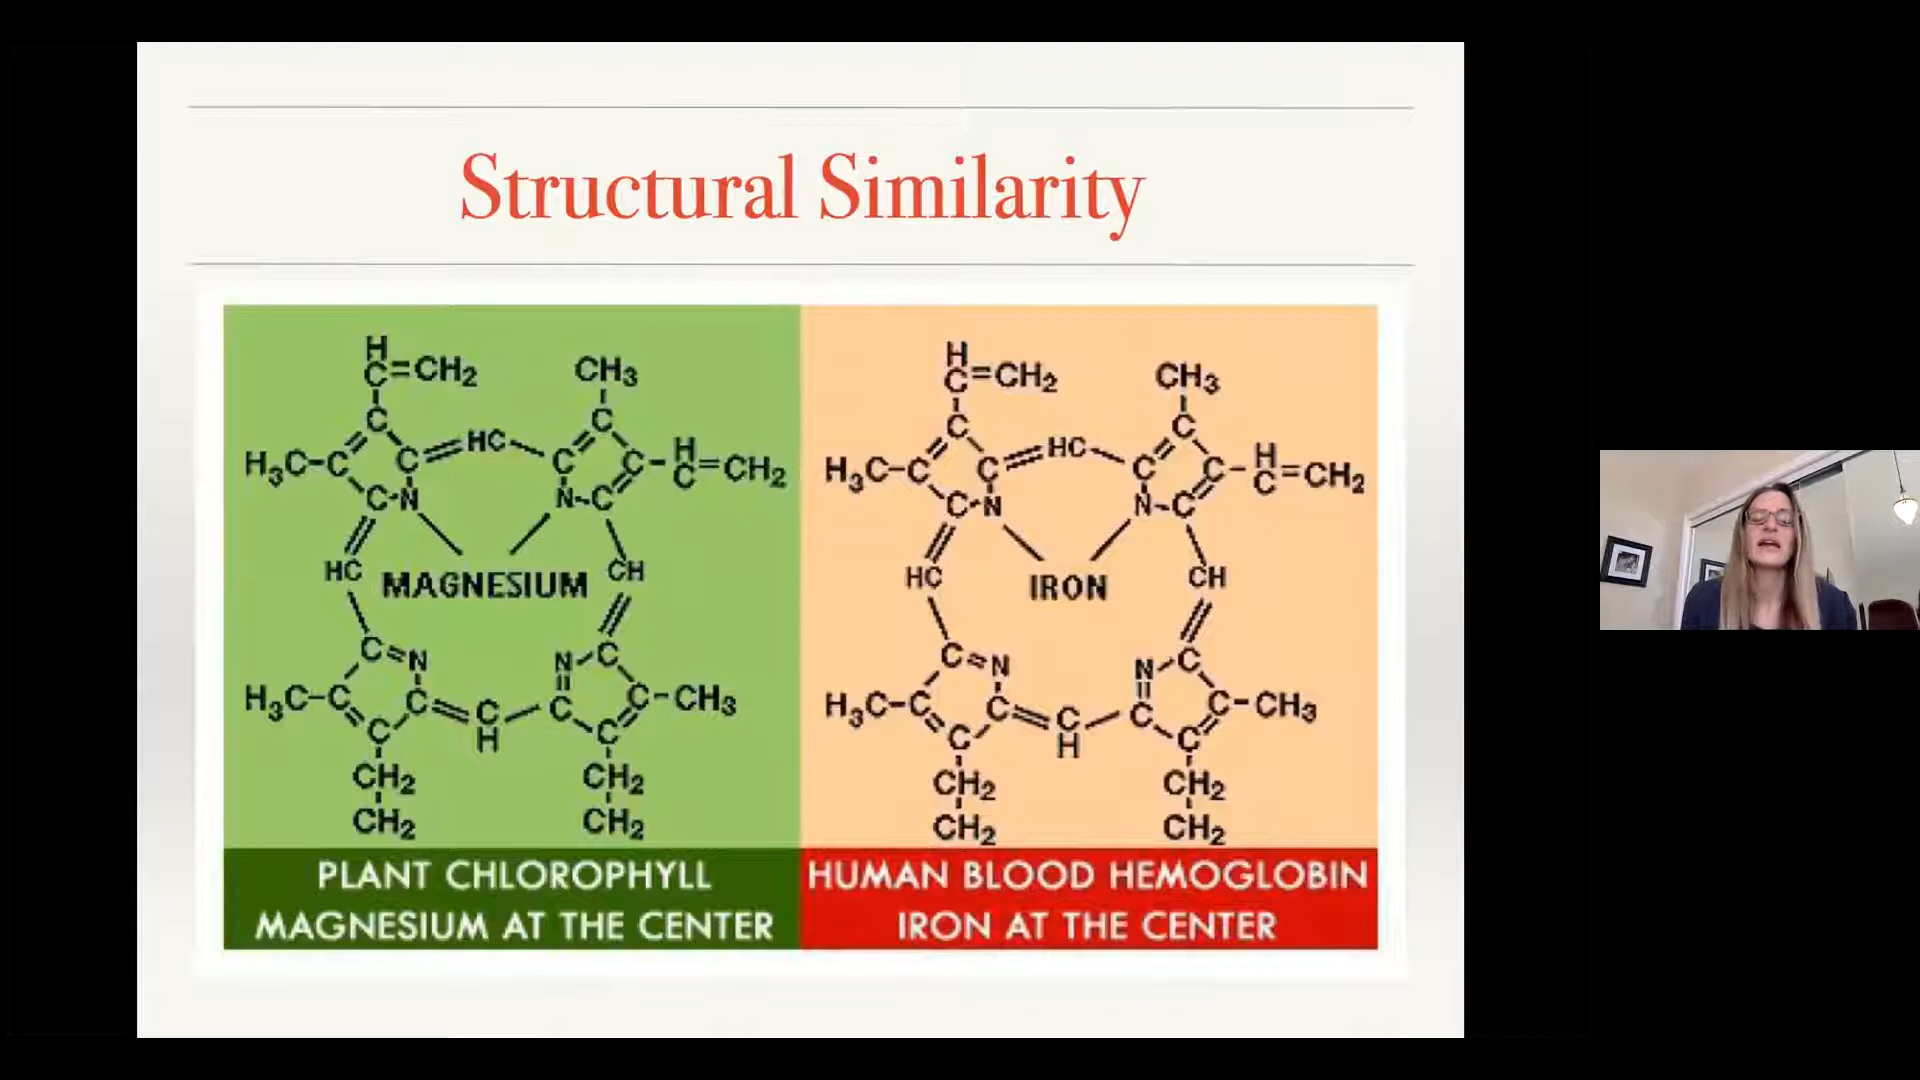 Structural Similarity
H
C=CH2
CH3
C
C
HC
H3C-C
C
C
C-
H
C
=CH2
C-N
N-C
HC
MAGNESIUM
CH
C=N
N-C
H3C-C
C
C
H
C
C-CH3
C
C
CH2
CH2
CH2
CH2
PLANT CHLOROPHYLL
MAGNESIUM AT THE CENTER
H
C=CH2
CH3
C
C
HC
H3C-C
C
C
C-
H
C
=CH2
C-N
N-C
HC
IRON
CH
C=N
N-C
H3C-C
C
C
H
C
C-CH3
C
C
CH2
CH2
CH2
CH2
HUMAN BLOOD HEMOGLOBIN
IRON AT THE CENTER